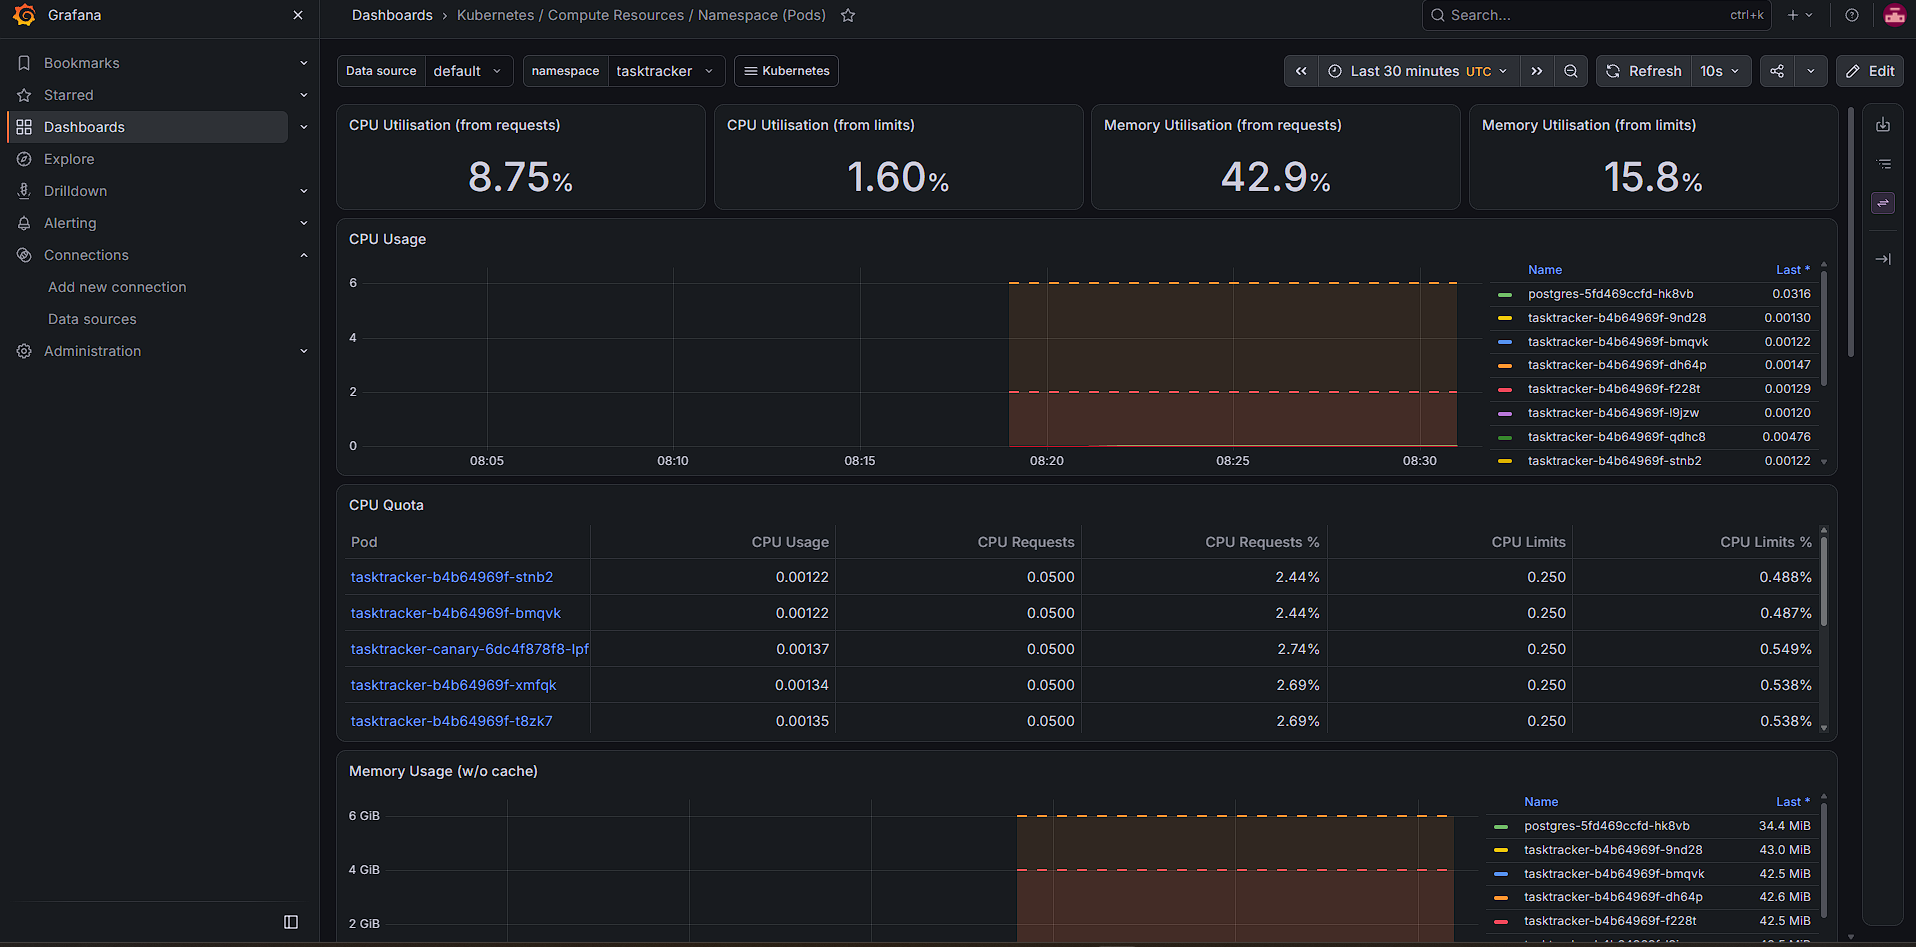 Grafana
Dashboards › Kubernetes / Compute Resources / Namespace (Pods)
Search... ctrl+k
Bookmarks
Starred
Dashboards
Explore
Drilldown
Alerting
Connections
Add new connection
Data sources
Administration
Data source default namespace tasktracker Kubernetes
Last 30 minutes UTC Refresh 10s Edit
CPU Utilisation (from requests)
8.75%
CPU Utilisation (from limits)
1.60%
Memory Utilisation (from requests)
42.9%
Memory Utilisation (from limits)
15.8%
CPU Usage
6
4
2
0
08:05 08:10 08:15 08:20 08:25 08:30
Name Last *
postgres-5fd469ccfd-hk8vb 0.0316
tasktracker-b4b64969f-9nd28 0.00130
tasktracker-b4b64969f-bmqvk 0.00122
tasktracker-b4b64969f-dh64p 0.00147
tasktracker-b4b64969f-f228t 0.00129
tasktracker-b4b64969f-l9jzw 0.00120
tasktracker-b4b64969f-qdhc8 0.00476
tasktracker-b4b64969f-stnb2 0.00122
CPU Quota
Pod CPU Usage CPU Requests CPU Requests % CPU Limits CPU Limits %
tasktracker-b4b64969f-stnb2 0.00122 0.0500 2.44% 0.250 0.488%
tasktracker-b4b64969f-bmqvk 0.00122 0.0500 2.44% 0.250 0.487%
tasktracker-canary-6dc4f878f8-lpf 0.00137 0.0500 2.74% 0.250 0.549%
tasktracker-b4b64969f-xmfqk 0.00134 0.0500 2.69% 0.250 0.538%
tasktracker-b4b64969f-t8zk7 0.00135 0.0500 2.69% 0.250 0.538%
Memory Usage (w/o cache)
6 GiB
4 GiB
2 GiB
Name Last *
postgres-5fd469ccfd-hk8vb 34.4 MiB
tasktracker-b4b64969f-9nd28 43.0 MiB
tasktracker-b4b64969f-bmqvk 42.5 MiB
tasktracker-b4b64969f-dh64p 42.6 MiB
tasktracker-b4b64969f-f228t 42.5 MiB